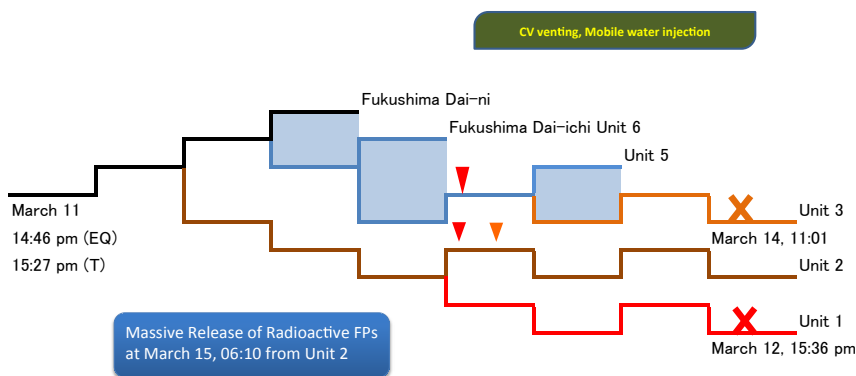 CV venting, Mobile water injection
Fukushima Dai-ni
Fukushima Dai-ichi Unit 6
Unit 5
March 11
14:46 pm (EQ)
15:27 pm (T)
Unit 3
March 14, 11:01
Unit 2
Massive Release of Radioactive FPs
at March 15, 06:10 from Unit 2
Unit 1
March 12, 15:36 pm